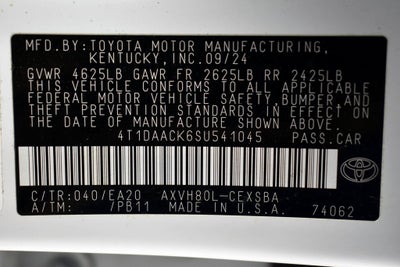 MFD.BY:TOYOTA MOTOR MANUFACTURING,
KENTUCKY,INC.09/24
GVWR 4625LB GAWR FR 2625LB RR 2425LB
THIS VEHICLE CONFORMS TO ALL APPLICABLE
FEDERAL MOTOR VEHICLE SAFETY,BUMPER,AND
THEFT PREVENTION STANDARDS IN EFFECT ON
THE DATE OF MANUFACTURE SHOWN ABOVE.
4T1DAACK6SU541045 PASS.CAR
C/TR:040/EA20 AXVH80L-CEXSBA
A/TM: /PB11 MADE IN U.S.A. 74062
TOYOTA